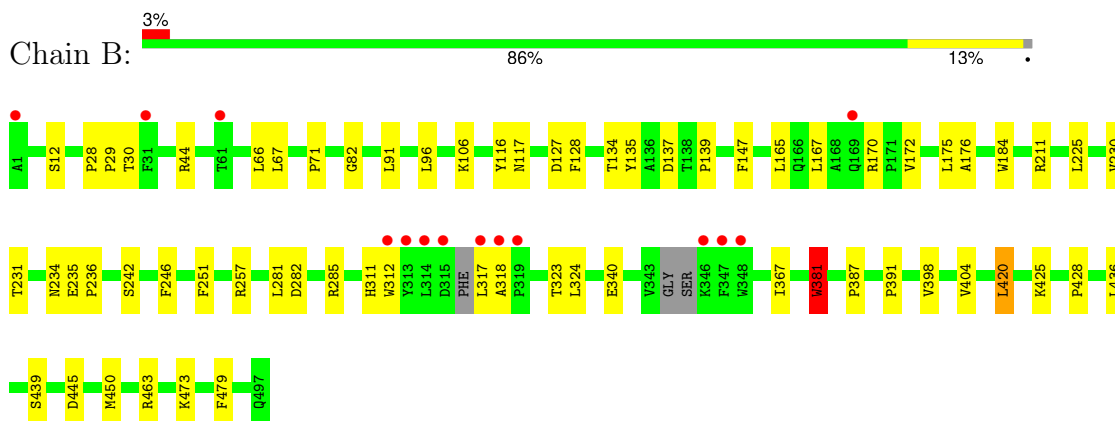 3%
Chain B:
86% 13% •
A1 S12 P28 P29 T30 F31 R44 T61 L66 L67 P71 G82 L91 L96 K106 Y116 N117 D127 F128 T134 Y135 A136 D137 T138 P139 F147 L165 Q166 L167 A168 Q169 R170 P171 V172 L175 A176 W184 R211 L225
T231 N234 E235 P236 S242 F246 F251 R257 L281 D282 R285 H311 W312 Y313 L314 D315 PHE L317 A318 P319 T323 L324 E340 V343 GLY SER K346 F347 W348 I367 W381 P387 P391 V398 V404 L420 K425 P428
S439 D445 M450 R463 K473 F479 Q497